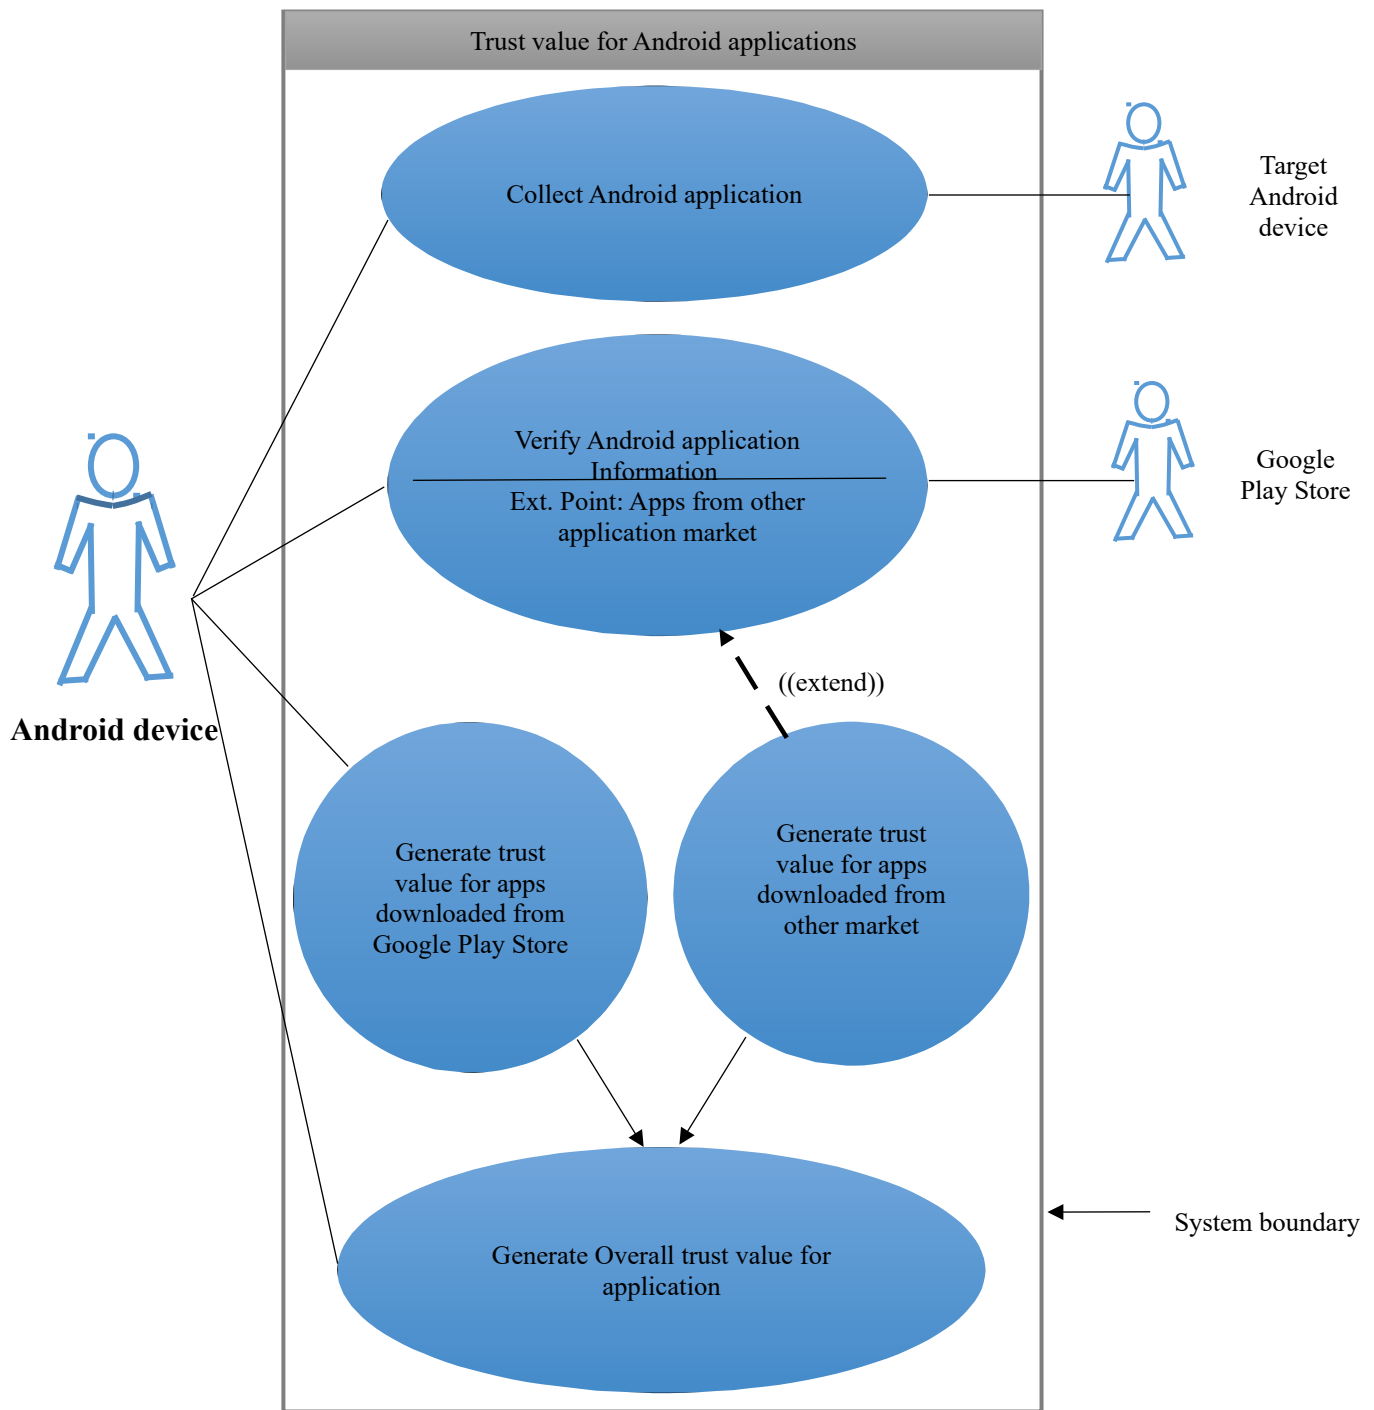 Trust value for Android applications
Collect Android application
Target
Android
device
Verify Android application
Information
Ext. Point: Apps from other
application market
Google
Play Store
((extend))
Android device
Generate trust
value for apps
downloaded from
Google Play Store
Generate trust
value for apps
downloaded from
other market
System boundary
Generate Overall trust value for
application